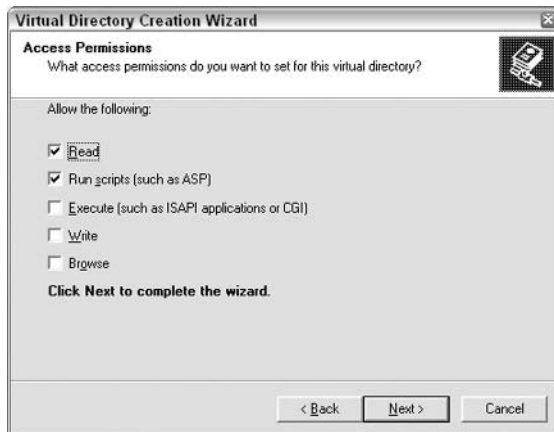 Virtual Directory Creation Wizard
Access Permissions
What access permissions do you want to set for this virtual directory?
Allow the following:
Read
Run scripts (such as ASP)
Execute (such as ISAPI applications or CGI)
Write
Browse
Click Next to complete the wizard.
< Back Next > Cancel